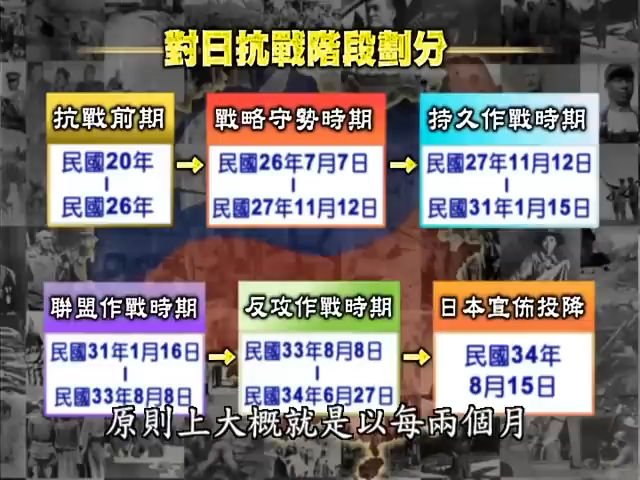 對日抗戰階段劃分
抗戰前期
民國20年
|
民國26年
戰略守勢時期
民國26年7月7日
|
民國27年11月12日
持久作戰時期
民國27年11月12日
|
民國31年1月15日
聯盟作戰時期
民國31年1月16日
|
民國33年8月8日
反攻作戰時期
民國33年8月8日
|
民國34年6月27日
日本宣佈投降
民國34年
8月15日
原則上大概就是以每兩個月